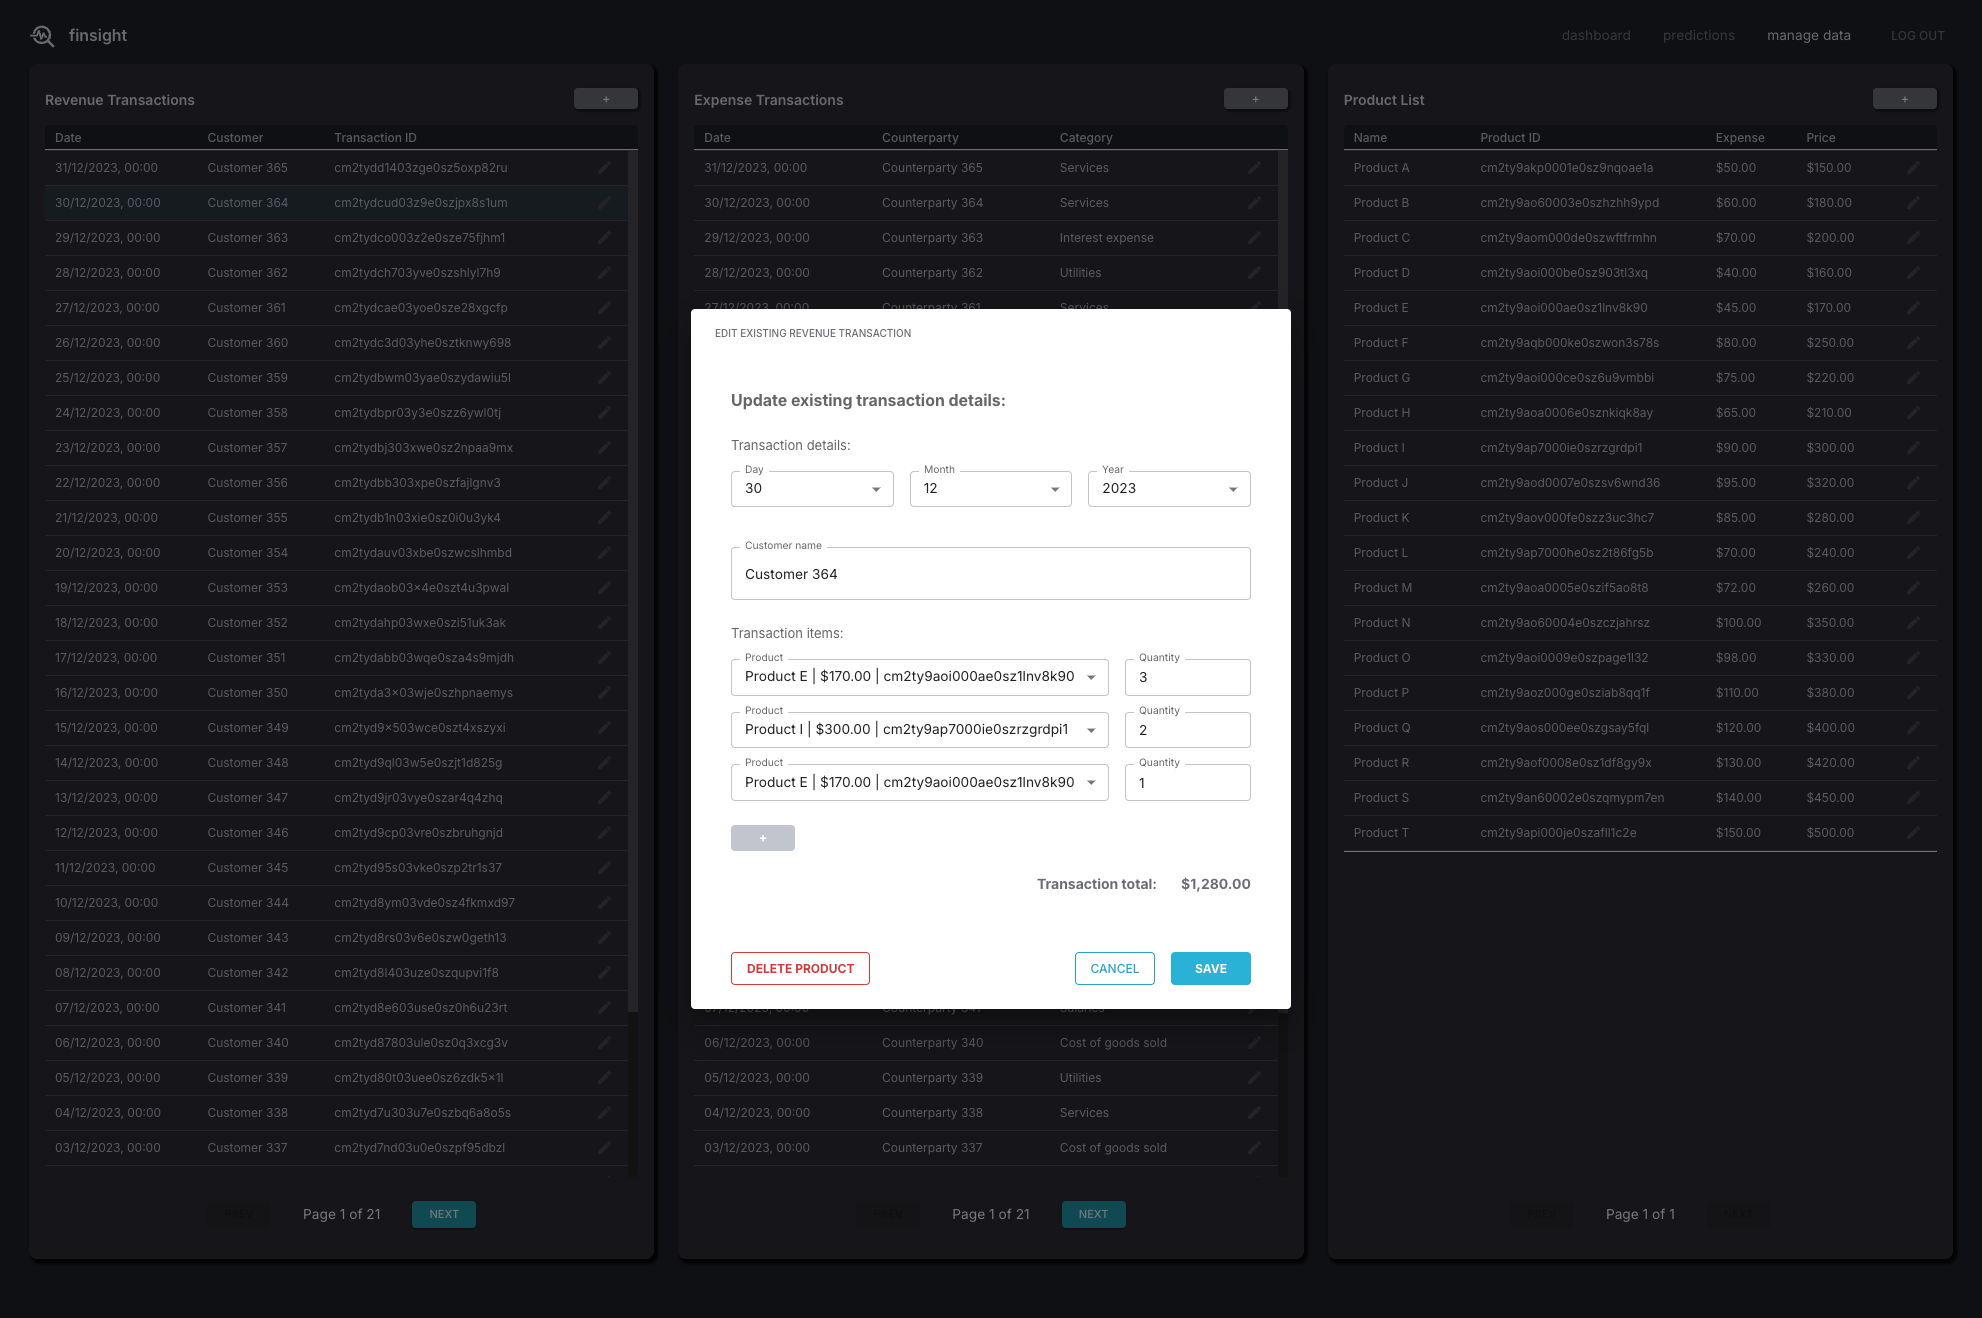 finsight
dashboard predictions manage data LOG OUT
Revenue Transactions +
Date Customer Transaction ID
31/12/2023, 00:00 Customer 365 cm2tydd1403zge0sz5oxp82ru
30/12/2023, 00:00 Customer 364 cm2tydcud03z9e0szjpx8s1um
29/12/2023, 00:00 Customer 363 cm2tydco003z2e0sze75fjhm1
28/12/2023, 00:00 Customer 362 cm2tydch703yve0szshlyl7h9
27/12/2023, 00:00 Customer 361 cm2tydcae03yoe0sze28xgcfp
26/12/2023, 00:00 Customer 360 cm2tydc3d03yhe0sztknwy698
25/12/2023, 00:00 Customer 359 cm2tydbwm03yae0szydawiu5l
24/12/2023, 00:00 Customer 358 cm2tydbpr03y3e0szz6ywl0tj
23/12/2023, 00:00 Customer 357 cm2tydbj303xwe0sz2npaa9mx
22/12/2023, 00:00 Customer 356 cm2tydbb303xpe0szfajlgnv3
21/12/2023, 00:00 Customer 355 cm2tydb1n03xie0sz0i0u3yk4
20/12/2023, 00:00 Customer 354 cm2tydauv03xbe0szwcslhmbd
19/12/2023, 00:00 Customer 353 cm2tydaob03×4e0szt4u3pwal
18/12/2023, 00:00 Customer 352 cm2tydahp03wxe0szi51uk3ak
17/12/2023, 00:00 Customer 351 cm2tydabb03wqe0sza4s9mjdh
16/12/2023, 00:00 Customer 350 cm2tyda3×03wje0szhpnaemys
15/12/2023, 00:00 Customer 349 cm2tyd9×503wce0szt4xszyxi
14/12/2023, 00:00 Customer 348 cm2tyd9ql03w5e0szjt1d825g
13/12/2023, 00:00 Customer 347 cm2tyd9jr03vye0szar4q4zhq
12/12/2023, 00:00 Customer 346 cm2tyd9cp03vre0szbruhgnjd
11/12/2023, 00:00 Customer 345 cm2tyd95s03vke0szp2tr1s37
10/12/2023, 00:00 Customer 344 cm2tyd8ym03vde0sz4fkmxd97
09/12/2023, 00:00 Customer 343 cm2tyd8rs03v6e0szw0geth13
08/12/2023, 00:00 Customer 342 cm2tyd8l403uze0szqupvi1f8
07/12/2023, 00:00 Customer 341 cm2tyd8e603use0sz0h6u23rt
06/12/2023, 00:00 Customer 340 cm2tyd87803ule0sz0q3xcg3v
05/12/2023, 00:00 Customer 339 cm2tyd80t03uee0sz6zdk5×1l
04/12/2023, 00:00 Customer 338 cm2tyd7u303u7e0szbq6a8o5s
03/12/2023, 00:00 Customer 337 cm2tyd7nd03u0e0szpf95dbzl
PREV Page 1 of 21 NEXT
Expense Transactions +
Date Counterparty Category
31/12/2023, 00:00 Counterparty 365 Services
30/12/2023, 00:00 Counterparty 364 Services
29/12/2023, 00:00 Counterparty 363 Interest expense
28/12/2023, 00:00 Counterparty 362 Utilities
27/12/2023, 00:00 Counterparty 361 Services
EDIT EXISTING REVENUE TRANSACTION
Update existing transaction details:
Transaction details:
Day Month Year
30 12 2023
Customer name
Customer 364
Transaction items:
Product Quantity
Product E | $170.00 | cm2ty9aoi000ae0sz1lnv8k90 3
Product Quantity
Product I | $300.00 | cm2ty9ap7000ie0szrzgrdpi1 2
Product Quantity
Product E | $170.00 | cm2ty9aoi000ae0sz1lnv8k90 1
+
Transaction total: $1,280.00
DELETE PRODUCT CANCEL SAVE
07/12/2023, 00:00 Counterparty 341 Salaries
06/12/2023, 00:00 Counterparty 340 Cost of goods sold
05/12/2023, 00:00 Counterparty 339 Utilities
04/12/2023, 00:00 Counterparty 338 Services
03/12/2023, 00:00 Counterparty 337 Cost of goods sold
PREV Page 1 of 21 NEXT
Product List +
Name Product ID Expense Price
Product A cm2ty9akp0001e0sz9nqoae1a $50.00 $150.00
Product B cm2ty9ao60003e0szhzhh9ypd $60.00 $180.00
Product C cm2ty9aom000de0szwftfrmhn $70.00 $200.00
Product D cm2ty9aoi000be0sz903tl3xq $40.00 $160.00
Product E cm2ty9aoi000ae0sz1lnv8k90 $45.00 $170.00
Product F cm2ty9aqb000ke0szwon3s78s $80.00 $250.00
Product G cm2ty9aoi000ce0sz6u9vmbbi $75.00 $220.00
Product H cm2ty9aoa0006e0sznkiqk8ay $65.00 $210.00
Product I cm2ty9ap7000ie0szrzgrdpi1 $90.00 $300.00
Product J cm2ty9aod0007e0szsv6wnd36 $95.00 $320.00
Product K cm2ty9aov000fe0szz3uc3hc7 $85.00 $280.00
Product L cm2ty9ap7000he0sz2t86fg5b $70.00 $240.00
Product M cm2ty9aoa0005e0szif5ao8t8 $72.00 $260.00
Product N cm2ty9ao60004e0szczjahrsz $100.00 $350.00
Product O cm2ty9aoi0009e0szpage1l32 $98.00 $330.00
Product P cm2ty9aoz000ge0sziab8qq1f $110.00 $380.00
Product Q cm2ty9aos000ee0szgsay5fql $120.00 $400.00
Product R cm2ty9aof0008e0sz1df8gy9x $130.00 $420.00
Product S cm2ty9an60002e0szqmypm7en $140.00 $450.00
Product T cm2ty9api000je0szafll1c2e $150.00 $500.00
PREV Page 1 of 1 NEXT